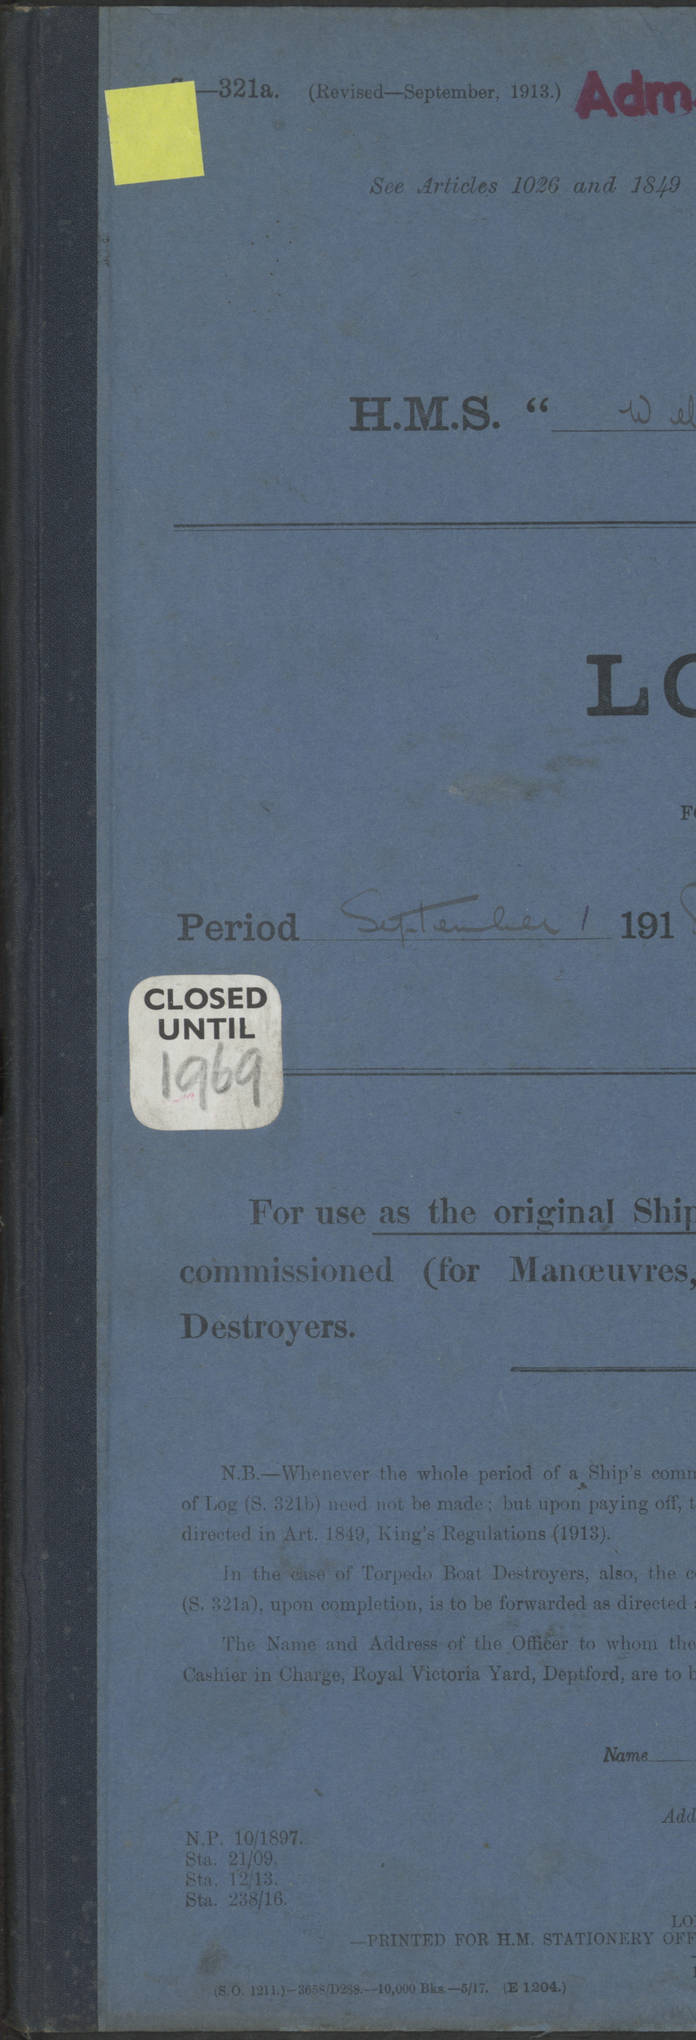 —321a. (Revised—September, 1913.) Adm
See Articles 1026 and 1849
H.M.S. “
LO
Period September 1 191
CLOSED
UNTIL
1969
For use as the original Ship
commissioned (for Manœuvres,
Destroyers.
N.B.—Whenever the whole period of a Ship's comm
of Log (S. 321b) need not be made; but upon paying off, t
directed in Art. 1849, King's Regulations (1913).
In the case of Torpedo Boat Destroyers, also, the c
(S. 321a), upon completion, is to be forwarded as directed
The Name and Address of the Officer to whom the
Cashier in Charge, Royal Victoria Yard, Deptford, are to b
Name
Add
N.P. 10/1897.
Sta. 21/09.
Sta. 12/13.
Sta. 238/16.
LO
—PRINTED FOR H.M. STATIONERY OFF
(S.O. 1211.)—3658/D288.—10,000 Bks.—5/17. (E 1204.)